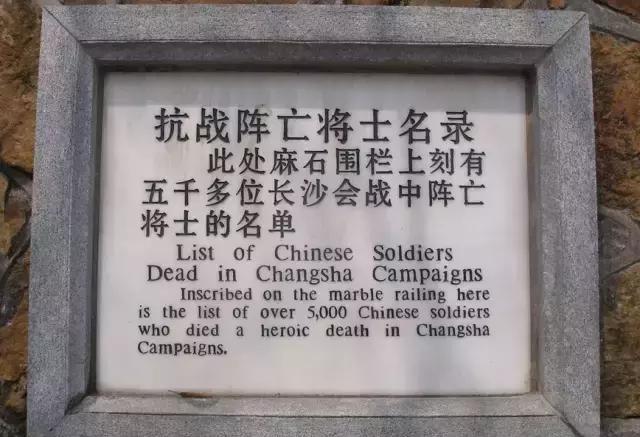 抗战阵亡将士名录
此处麻石围栏上刻有
五千多位长沙会战中阵亡
将士的名单
List of Chinese Soldiers
Dead in Changsha Campaigns
Inscribed on the marble railing here
is the list of over 5,000 Chinese soldiers
who died a heroic death in Changsha
Campaigns.